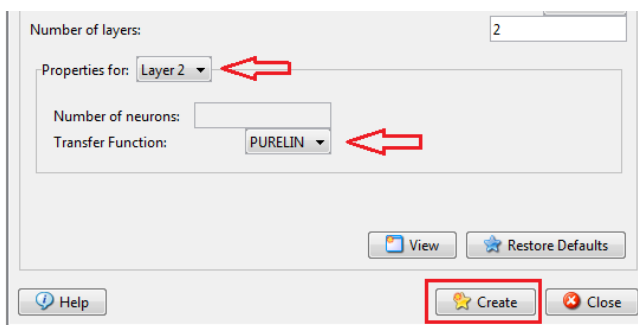 Number of layers: 2
Properties for: Layer 2
Number of neurons:
Transfer Function: PURELIN
View Restore Defaults
Help Create Close